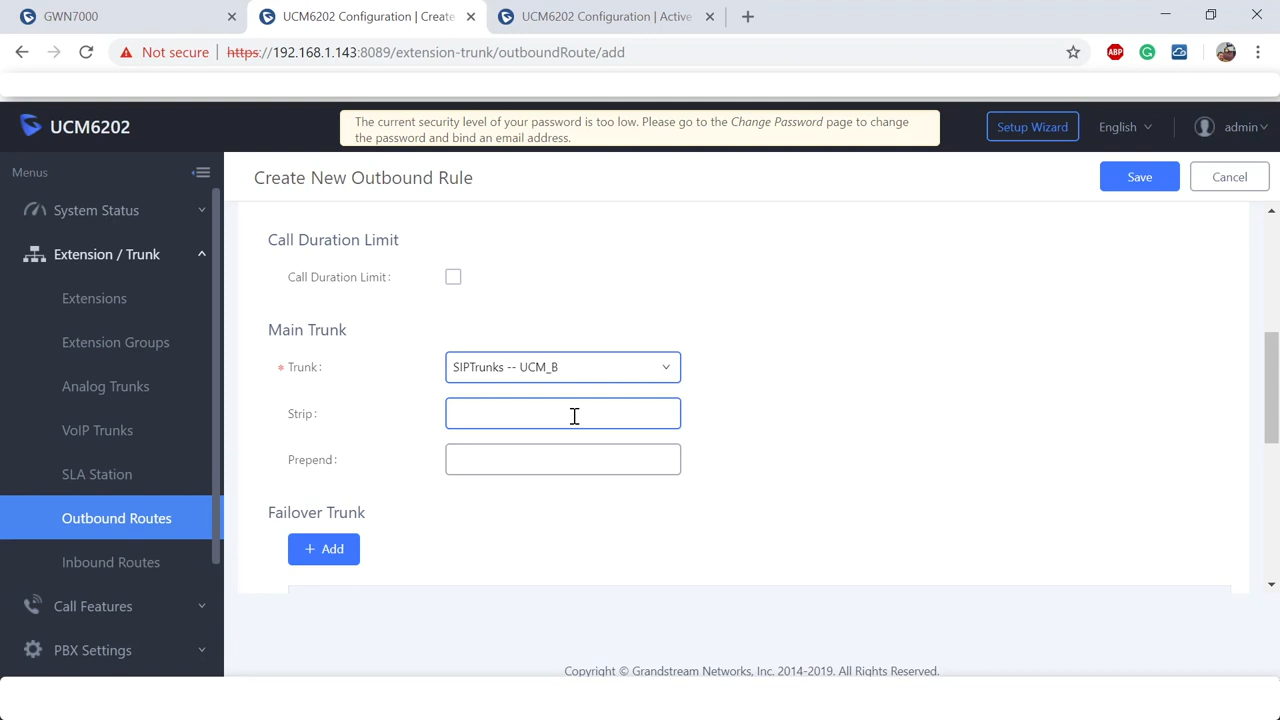 GWN7000
UCM6202 Configuration | Create
UCM6202 Configuration | Active
Not secure
https://192.168.1.143:8089/extension-trunk/outboundRoute/add
ABP
UCM6202
The current security level of your password is too low. Please go to the Change Password page to change
the password and bind an email address.
Setup Wizard
English
admin
Menus
Create New Outbound Rule
Save
Cancel
System Status
Extension / Trunk
Extensions
Extension Groups
Analog Trunks
VoIP Trunks
SLA Station
Outbound Routes
Inbound Routes
Call Features
PBX Settings
Call Duration Limit
Call Duration Limit:
Main Trunk
* Trunk:
SIPTrunks -- UCM_B
Strip:
Prepend:
Failover Trunk
+ Add
Copyright © Grandstream Networks, Inc. 2014-2019. All Rights Reserved.